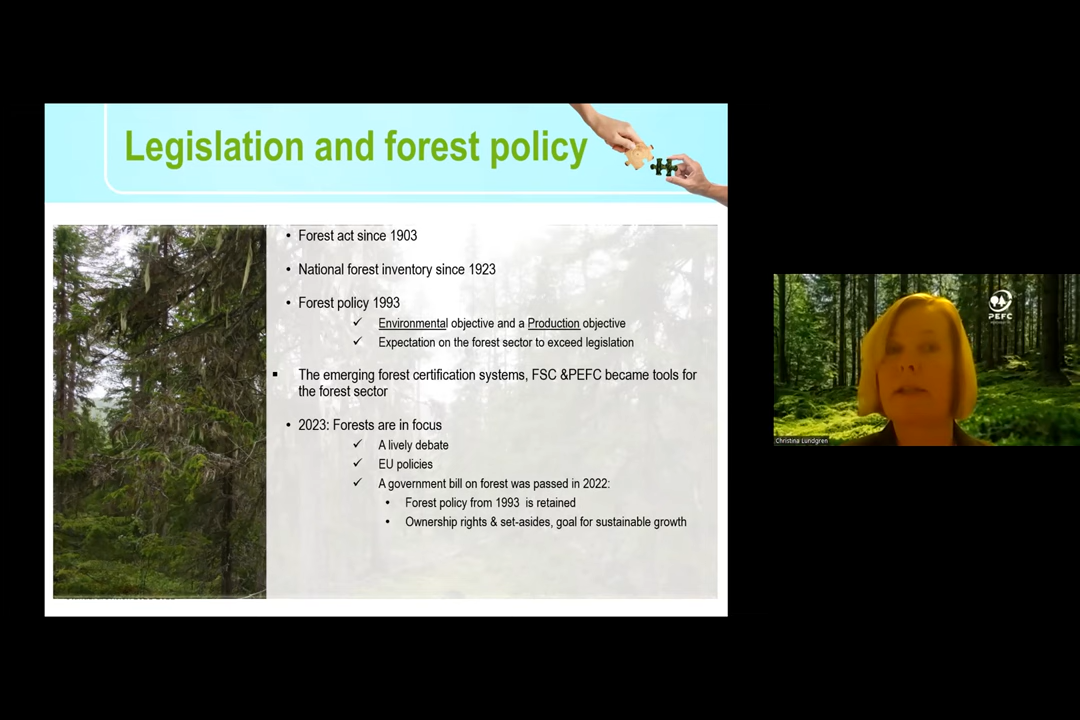 Legislation and forest policy
• Forest act since 1903
• National forest inventory since 1923
• Forest policy 1993
✓ Environmental objective and a Production objective
✓ Expectation on the forest sector to exceed legislation
▪ The emerging forest certification systems, FSC &PEFC became tools for
the forest sector
• 2023: Forests are in focus
✓ A lively debate
✓ EU policies
✓ A government bill on forest was passed in 2022:
• Forest policy from 1993 is retained
• Ownership rights & set-asides, goal for sustainable growth
PEFC
Christina Lundgren